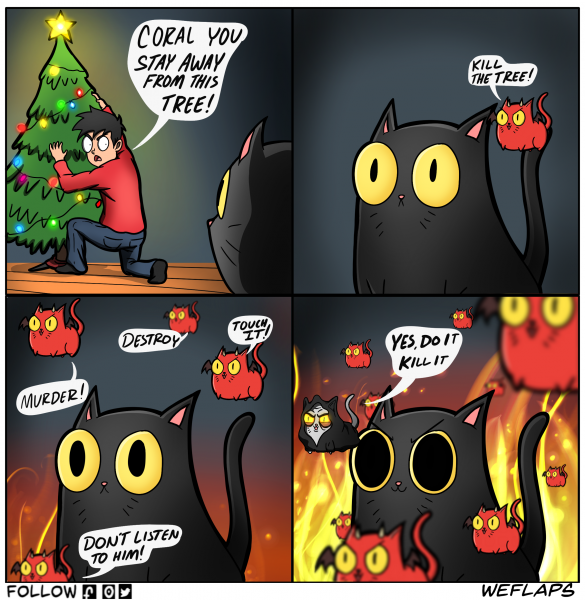 CORAL YOU
STAY AWAY
FROM THIS
TREE!
KILL
THE TREE!
MURDER!
DESTROY
TOUCH
IT!
DON'T LISTEN
TO HIM!
YES, DO IT
KILL IT
FOLLOW
WEFLAPS